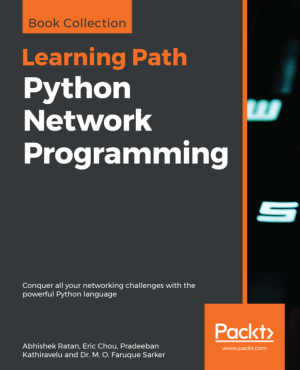 Book Collection
Learning Path
Python
Network
Programming
Conquer all your networking challenges with the
powerful Python language
Abhishek Ratan, Eric Chou, Pradeeban
Kathiravelu and Dr. M. O. Faruque Sarker
Packt>
www.packt.com